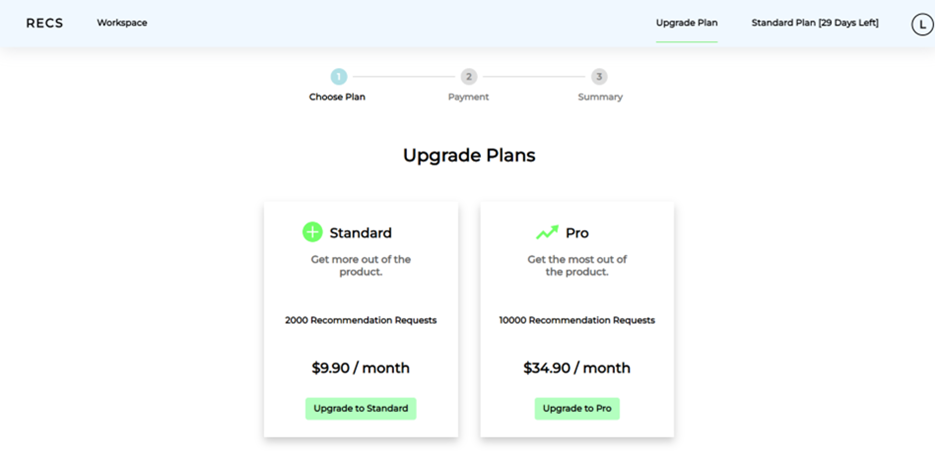 RECS Workspace Upgrade Plan Standard Plan [29 Days Left] L
1 2 3
Choose Plan Payment Summary
Upgrade Plans
Standard
Get more out of the
product.
2000 Recommendation Requests
$9.90 / month
Upgrade to Standard
Pro
Get the most out of
the product.
10000 Recommendation Requests
$34.90 / month
Upgrade to Pro